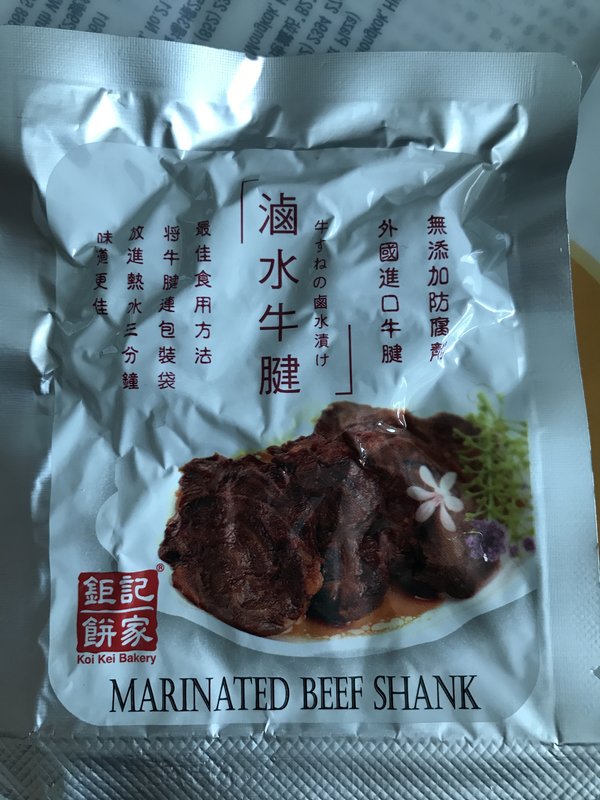 無添加防腐劑
外國進口牛腱
牛すねの鹵水漬け
「滷水牛腱」
最佳食用方法
將牛腱連包裝袋
放進熱水三分鐘
味道更佳
鉅記®
餅家
Koi Kei Bakery
MARINATED BEEF SHANK